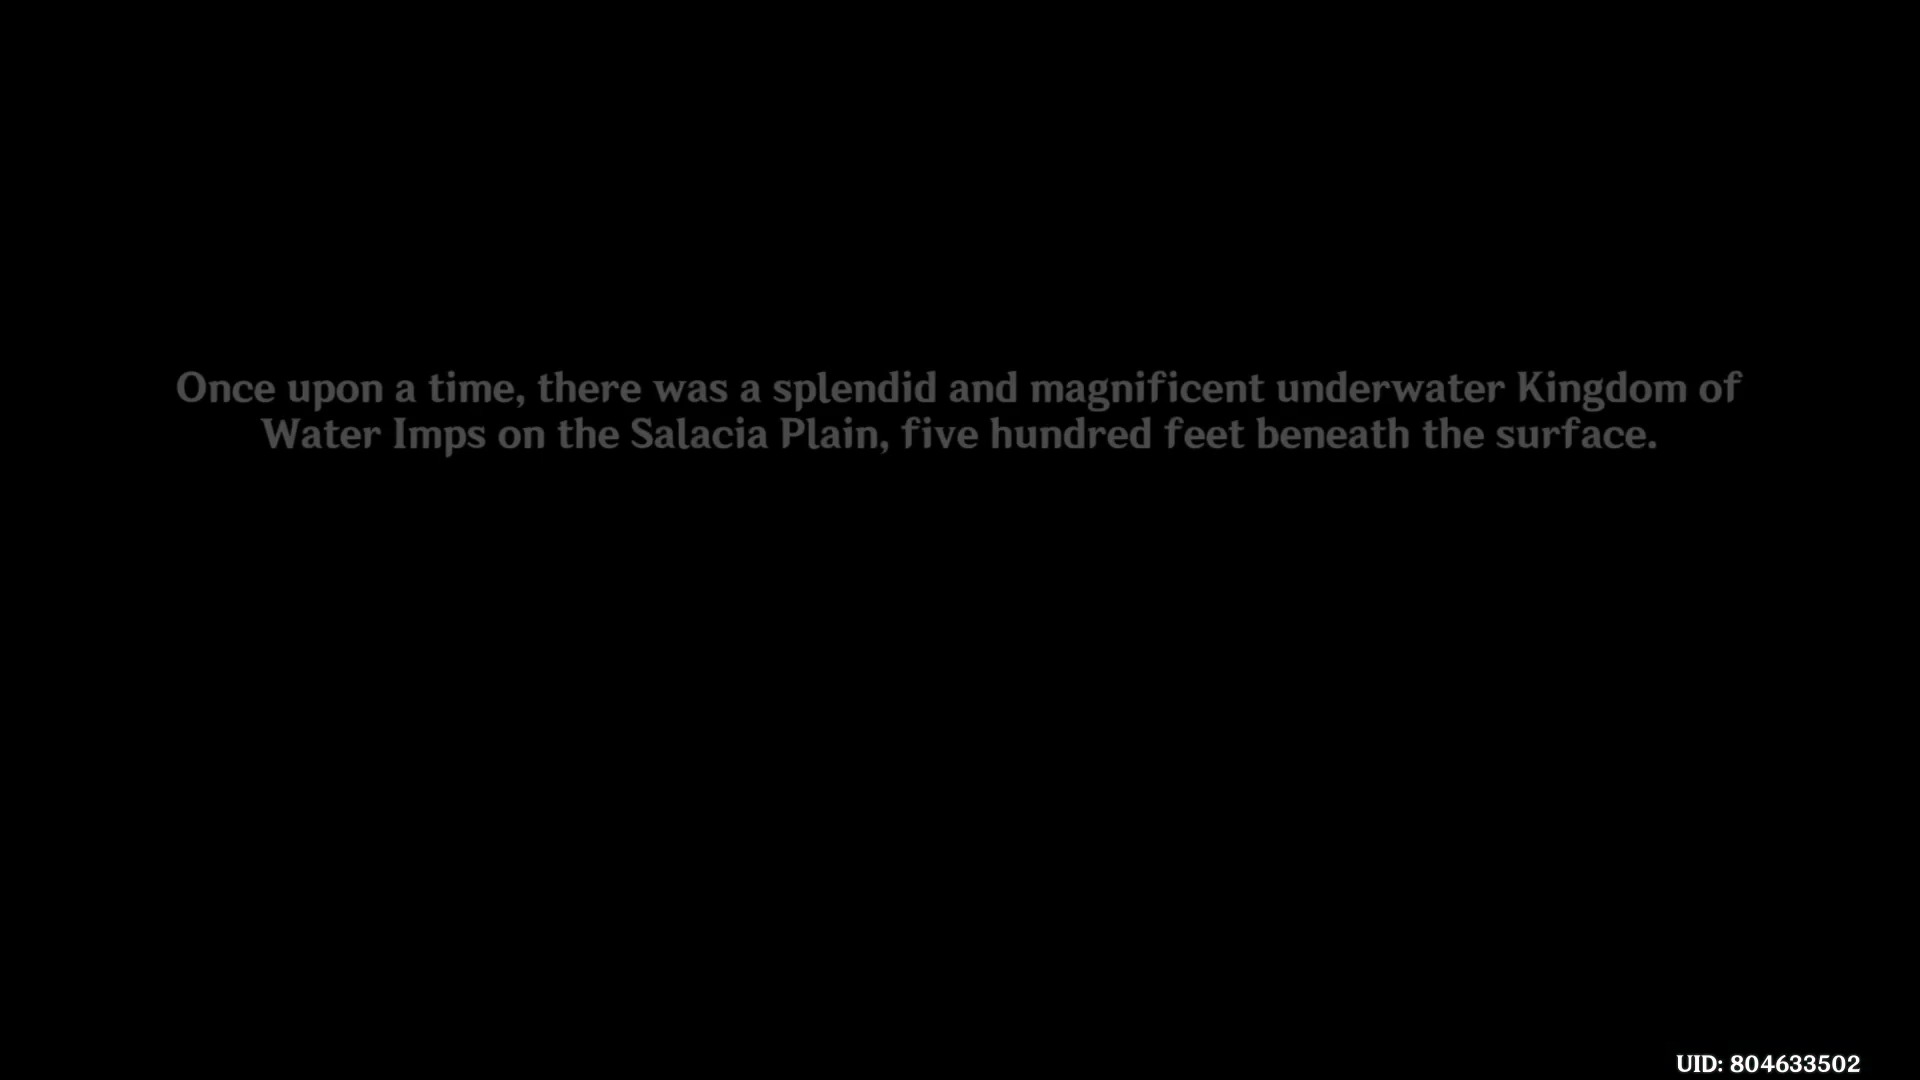 Once upon a time, there was a splendid and magnificent underwater Kingdom of
Water Imps on the Salacia Plain, five hundred feet beneath the surface.
UID: 804633502